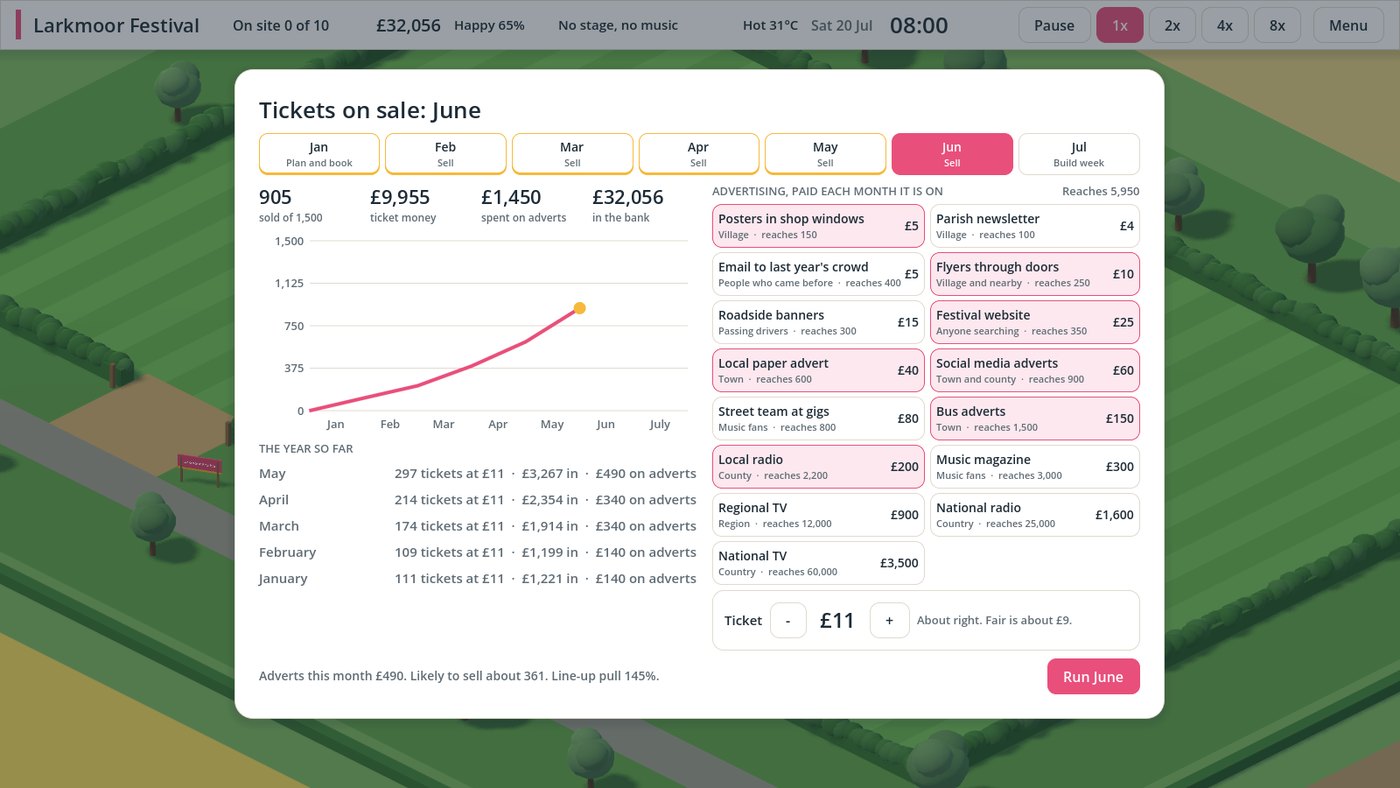 Larkmoor Festival
On site 0 of 10
£32,056
Happy 65%
No stage, no music
Hot 31°C
Sat 20 Jul
08:00
Pause
1x
2x
4x
8x
Menu
Tickets on sale: June
Jan
Plan and book
Feb
Sell
Mar
Sell
Apr
Sell
May
Sell
Jun
Sell
Jul
Build week
905
sold of 1,500
£9,955
ticket money
£1,450
spent on adverts
£32,056
in the bank
1,500
1,125
750
375
0
Jan
Feb
Mar
Apr
May
Jun
July
THE YEAR SO FAR
May 297 tickets at £11 · £3,267 in · £490 on adverts
April 214 tickets at £11 · £2,354 in · £340 on adverts
March 174 tickets at £11 · £1,914 in · £340 on adverts
February 109 tickets at £11 · £1,199 in · £140 on adverts
January 111 tickets at £11 · £1,221 in · £140 on adverts
ADVERTISING, PAID EACH MONTH IT IS ON
Reaches 5,950
Posters in shop windows
Village · reaches 150
£5
Parish newsletter
Village · reaches 100
£4
Email to last year's crowd
People who came before · reaches 400
£5
Flyers through doors
Village and nearby · reaches 250
£10
Roadside banners
Passing drivers · reaches 300
£15
Festival website
Anyone searching · reaches 350
£25
Local paper advert
Town · reaches 600
£40
Social media adverts
Town and county · reaches 900
£60
Street team at gigs
Music fans · reaches 800
£80
Bus adverts
Town · reaches 1,500
£150
Local radio
County · reaches 2,200
£200
Music magazine
Music fans · reaches 3,000
£300
Regional TV
Region · reaches 12,000
£900
National radio
Country · reaches 25,000
£1,600
National TV
Country · reaches 60,000
£3,500
Ticket
-
£11
+
About right. Fair is about £9.
Adverts this month £490. Likely to sell about 361. Line-up pull 145%.
Run June